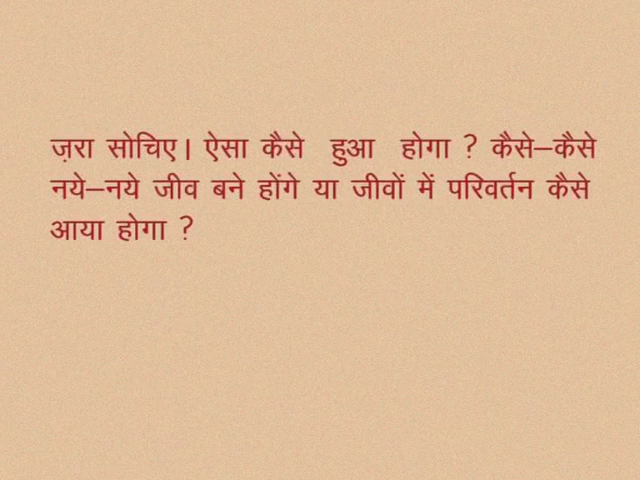 ज़रा सोचिए। ऐसा कैसे हुआ होगा ? कैसे–कैसे
नये–नये जीव बने होंगे या जीवों में परिवर्तन कैसे
आया होगा ?